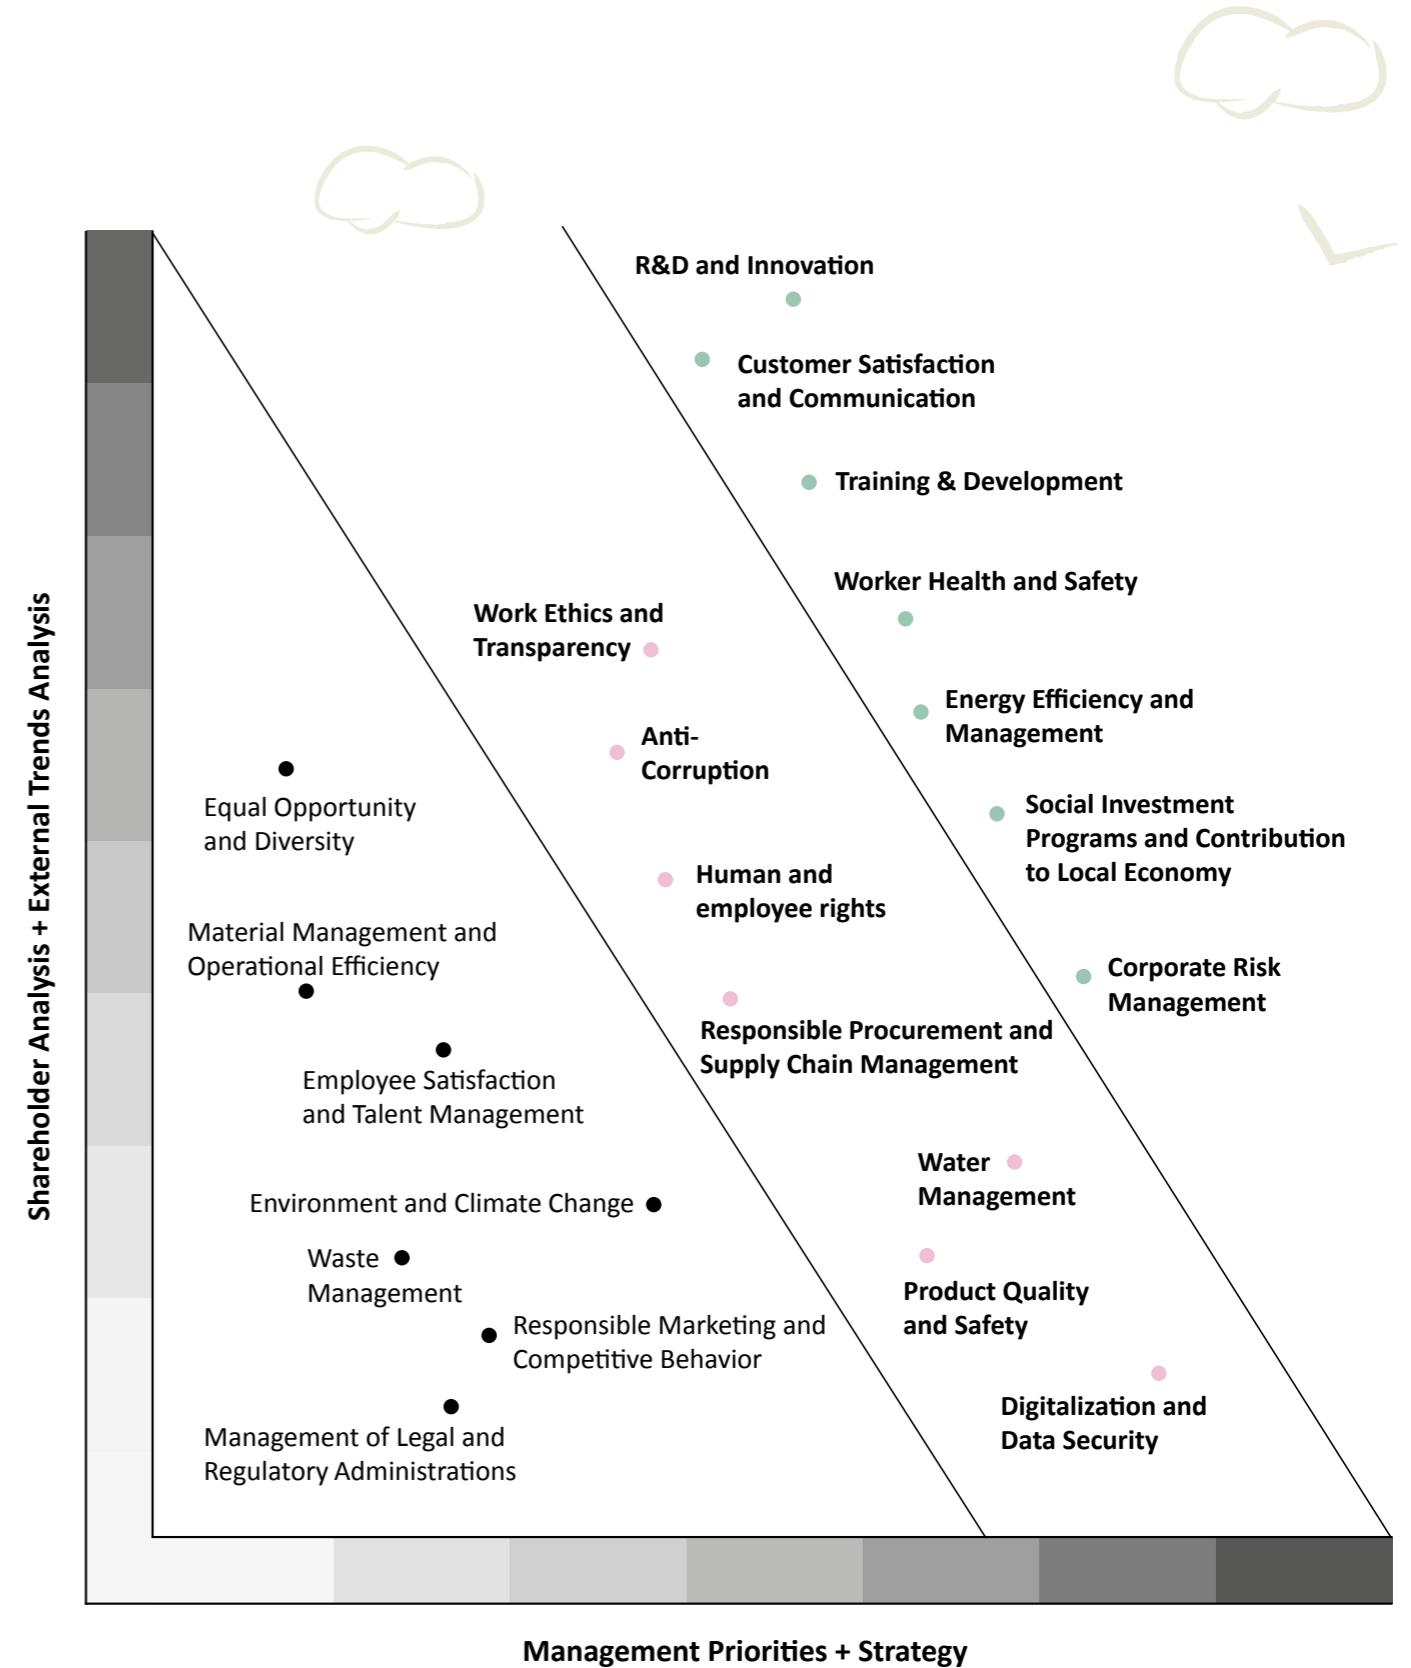 R&D and Innovation
Customer Satisfaction
and Communication
Training & Development
Worker Health and Safety
Work Ethics and
Transparency
Energy Efficiency and
Management
Anti-
Corruption
Equal Opportunity
and Diversity
Social Investment
Programs and Contribution
to Local Economy
Human and
employee rights
Material Management and
Operational Efficiency
Corporate Risk
Management
Responsible Procurement and
Supply Chain Management
Employee Satisfaction
and Talent Management
Water
Management
Environment and Climate Change
Waste
Management
Product Quality
and Safety
Responsible Marketing and
Competitive Behavior
Digitalization and
Data Security
Management of Legal and
Regulatory Administrations
Shareholder Analysis + External Trends Analysis
Management Priorities + Strategy